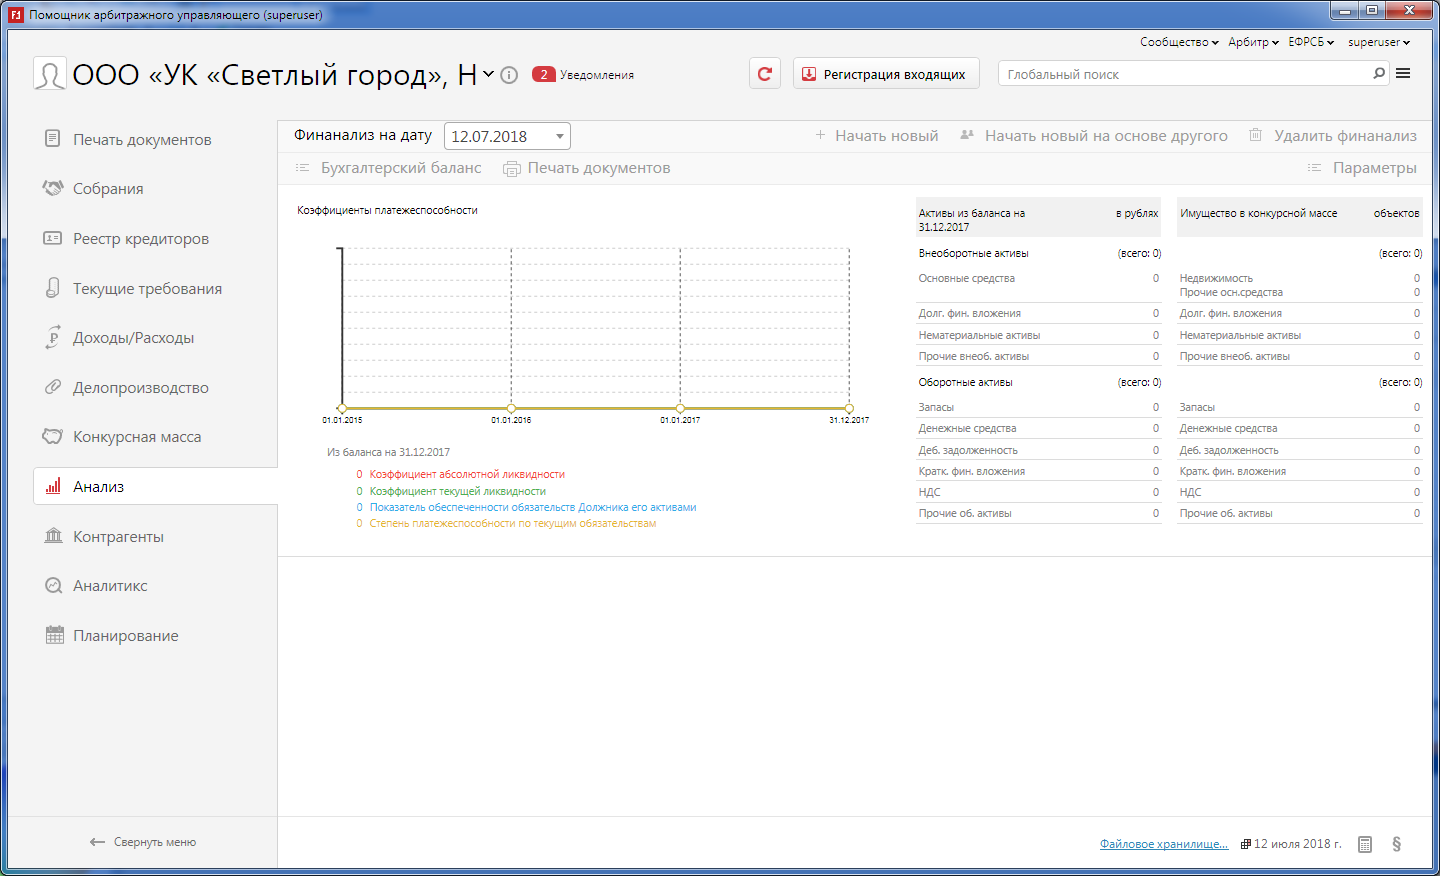 Помощник арбитражного управляющего (superuser)
Сообщество Арбитр ЕФРСБ superuser
ООО «УК «Светлый город», Н
2 Уведомления
Регистрация входящих
Глобальный поиск
Печать документов
Собрания
Реестр кредиторов
Текущие требования
Доходы/Расходы
Делопроизводство
Конкурсная масса
Анализ
Контрагенты
Аналитикс
Планирование
Свернуть меню
Финанализ на дату 12.07.2018
+ Начать новый Начать новый на основе другого Удалить финанализ
Бухгалтерский баланс Печать документов Параметры
Коэффициенты платежеспособности
01.01.2015 01.01.2016 01.01.2017 31.12.2017
Из баланса на 31.12.2017
0 Коэффициент абсолютной ликвидности
0 Коэффициент текущей ликвидности
0 Показатель обеспеченности обязательств Должника его активами
0 Степень платежеспособности по текущим обязательствам
Активы из баланса на в рублях
31.12.2017
Внеоборотные активы (всего: 0)
Основные средства 0
Долг. фин. вложения 0
Нематериальные активы 0
Прочие внеоб. активы 0
Оборотные активы (всего: 0)
Запасы 0
Денежные средства 0
Деб. задолженность 0
Кратк. фин. вложения 0
НДС 0
Прочие об. активы 0
Имущество в конкурсной массе объектов
(всего: 0)
Недвижимость 0
Прочие осн.средства 0
Долг. фин. вложения 0
Нематериальные активы 0
Прочие внеоб. активы 0
(всего: 0)
Запасы 0
Денежные средства 0
Деб. задолженность 0
Кратк. фин. вложения 0
НДС 0
Прочие об. активы 0
Файловое хранилище... 12 июля 2018 г. §